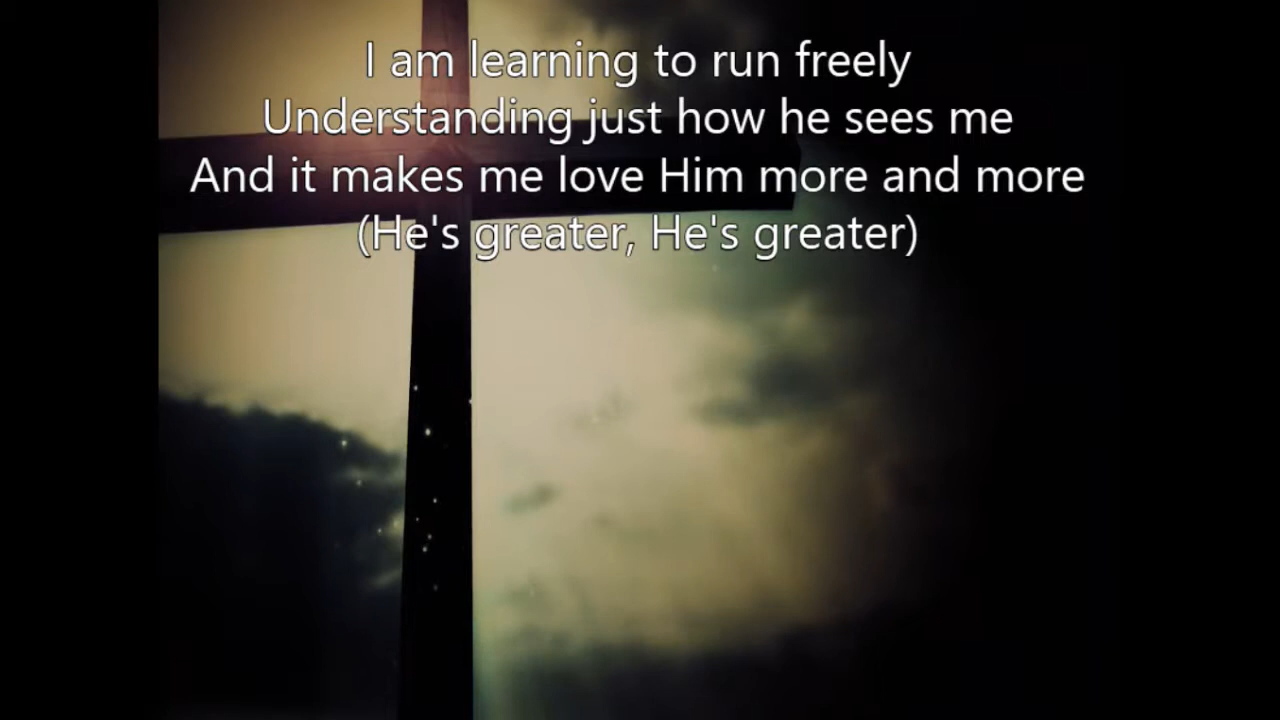 I am learning to run freely
Understanding just how he sees me
And it makes me love Him more and more
(He's greater, He's greater)